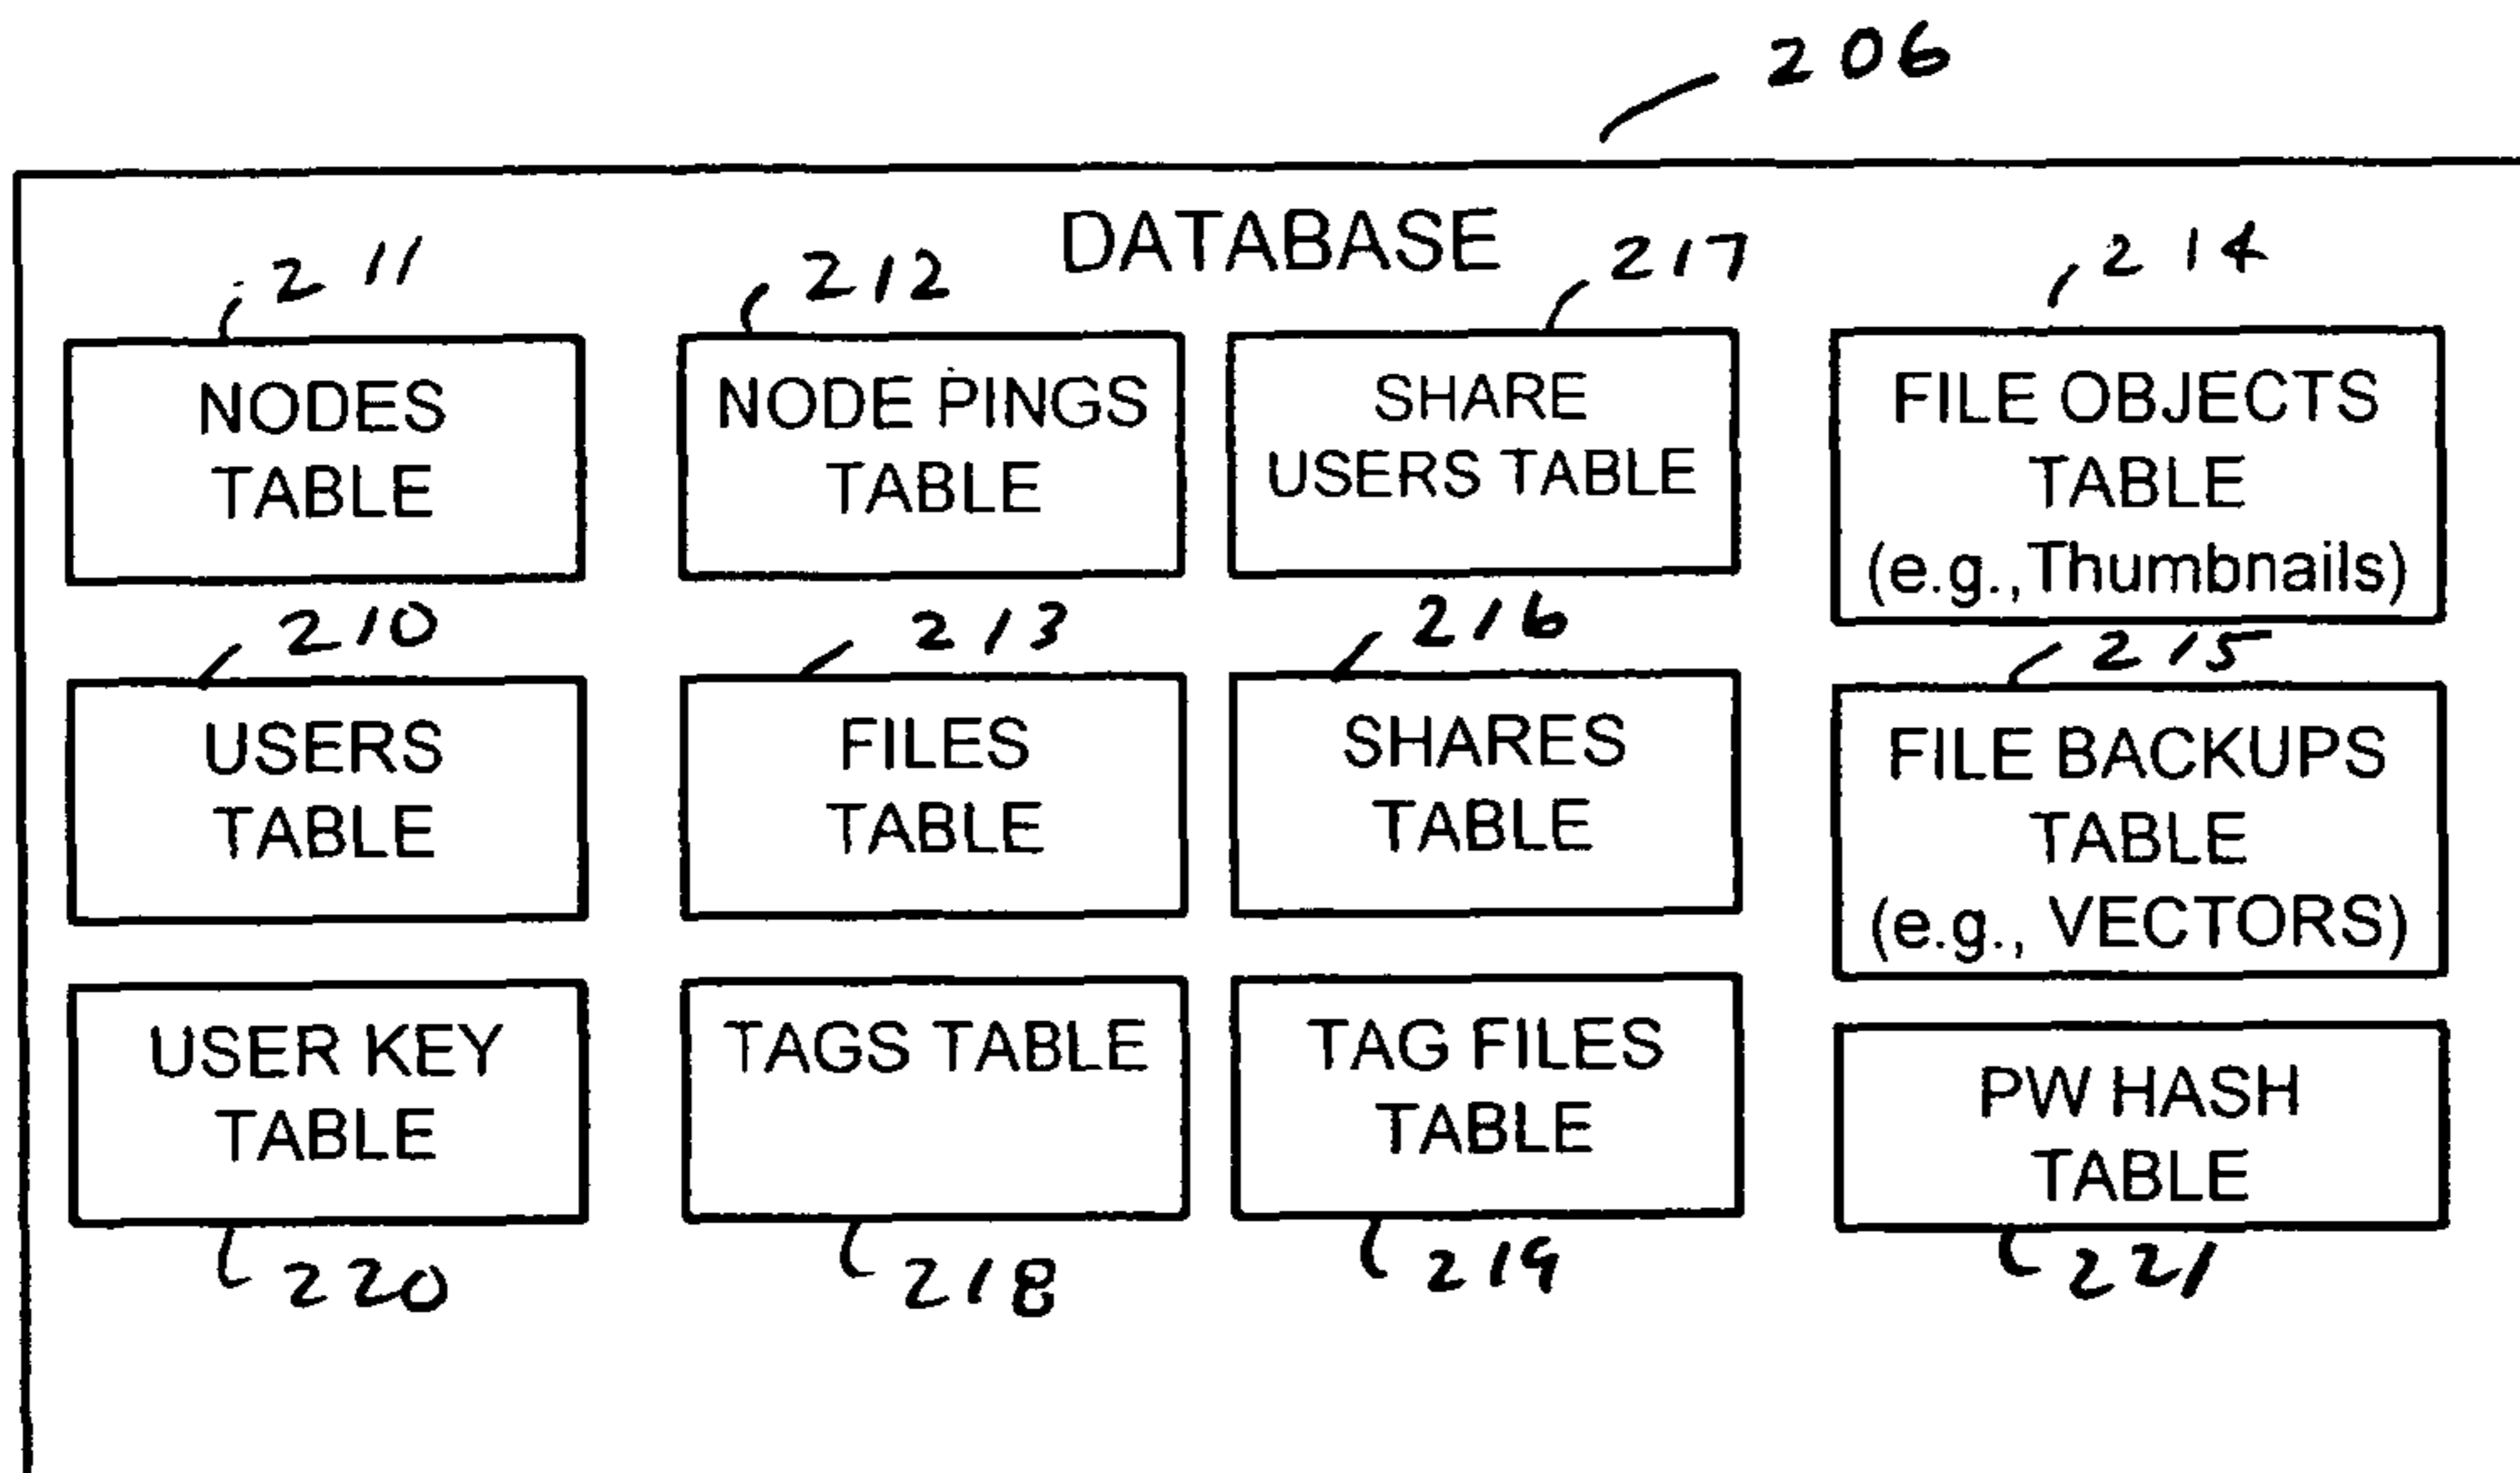 206
DATABASE
211
212
217
214
NODES
TABLE
NODE PINGS
TABLE
SHARE
USERS TABLE
FILE OBJECTS
TABLE
(e.g., Thumbnails)
210
213
216
215
USERS
TABLE
FILES
TABLE
SHARES
TABLE
FILE BACKUPS
TABLE
(e.g., VECTORS)
USER KEY
TABLE
TAGS TABLE
TAG FILES
TABLE
PW HASH
TABLE
220
218
219
221